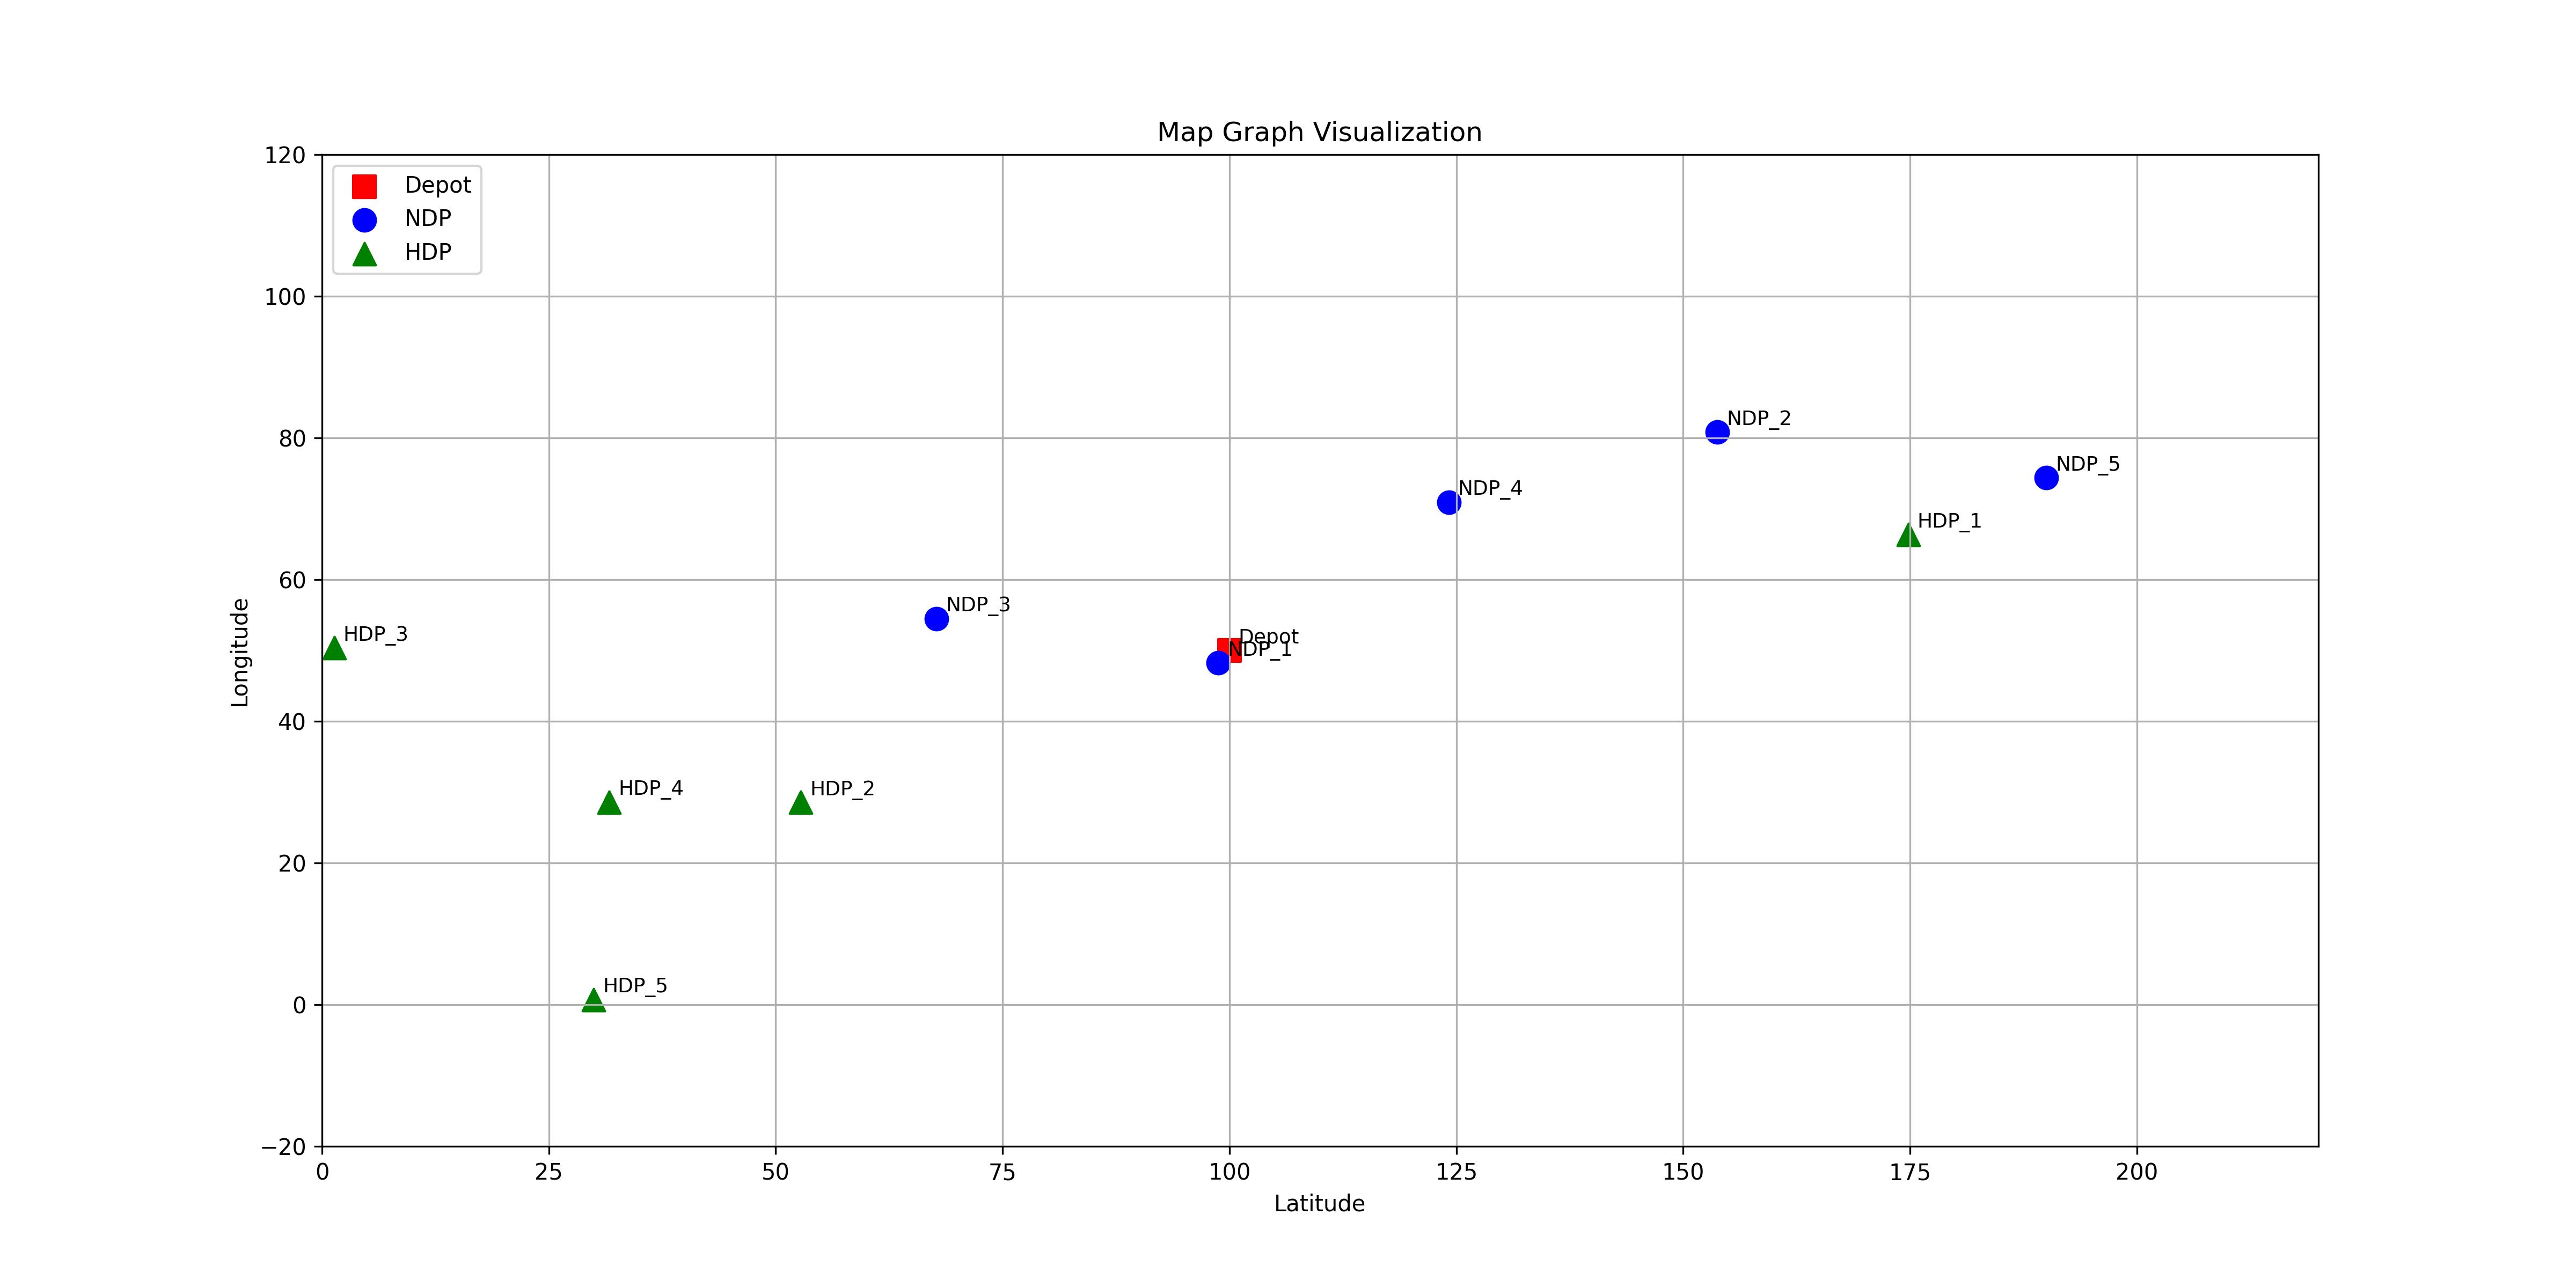 Map Graph Visualization
120
100
80
60
40
20
0
−20
Longitude
Depot
NDP
HDP
NDP_2
NDP_5
NDP_4
HDP_1
NDP_3
HDP_3
Depot
NDP_1
HDP_4
HDP_2
HDP_5
0 25 50 75 100 125 150 175 200
Latitude